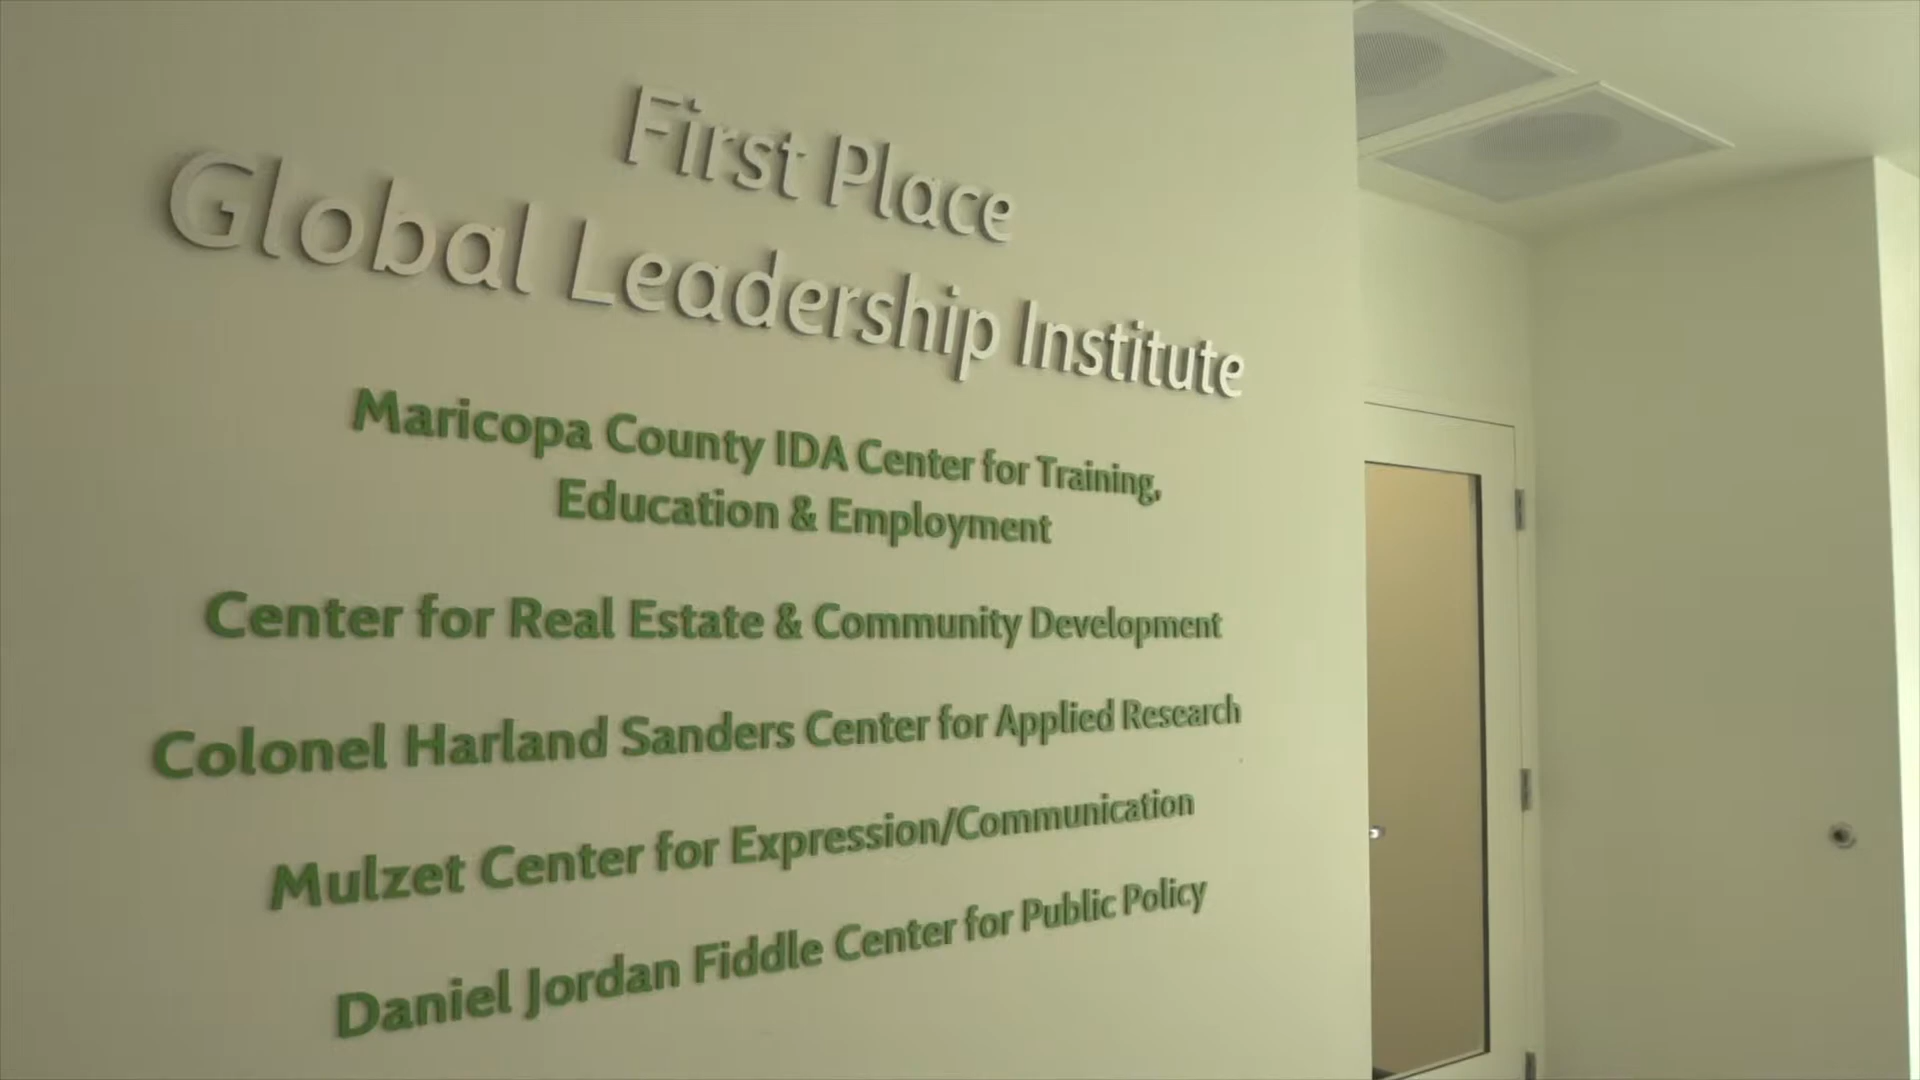 First Place
Global Leadership Institute
Maricopa County IDA Center for Training,
Education & Employment
Center for Real Estate & Community Development
Colonel Harland Sanders Center for Applied Research
Mulzet Center for Expression/Communication
Daniel Jordan Fiddle Center for Public Policy